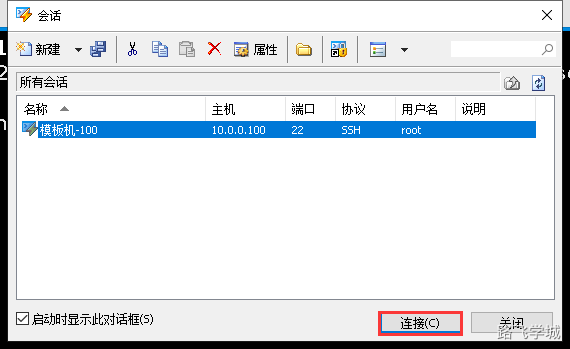 会话
新建
属性
所有会话
名称 主机 端口 协议 用户名 说明
模板机-100 10.0.0.100 22 SSH root
启动时显示此对话框(S)
连接(C) 关闭
路飞学城